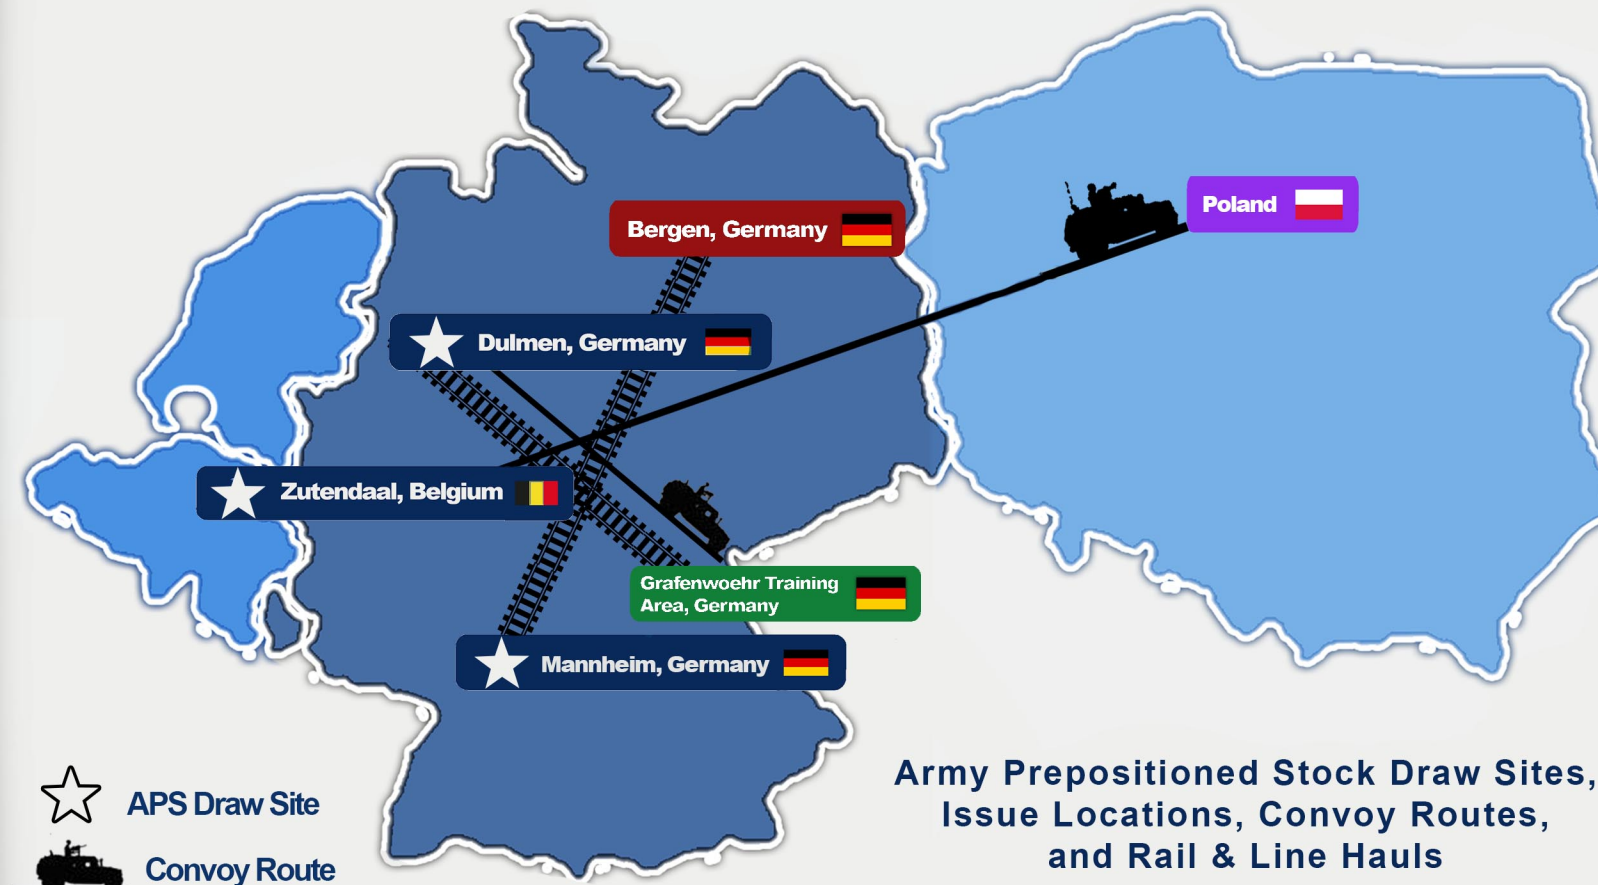 Poland
Bergen, Germany
Dulmen, Germany
Zutendaal, Belgium
Grafenwoehr Training
Area, Germany
Mannheim, Germany
APS Draw Site
Convoy Route
Army Prepositioned Stock Draw Sites,
Issue Locations, Convoy Routes,
and Rail & Line Hauls